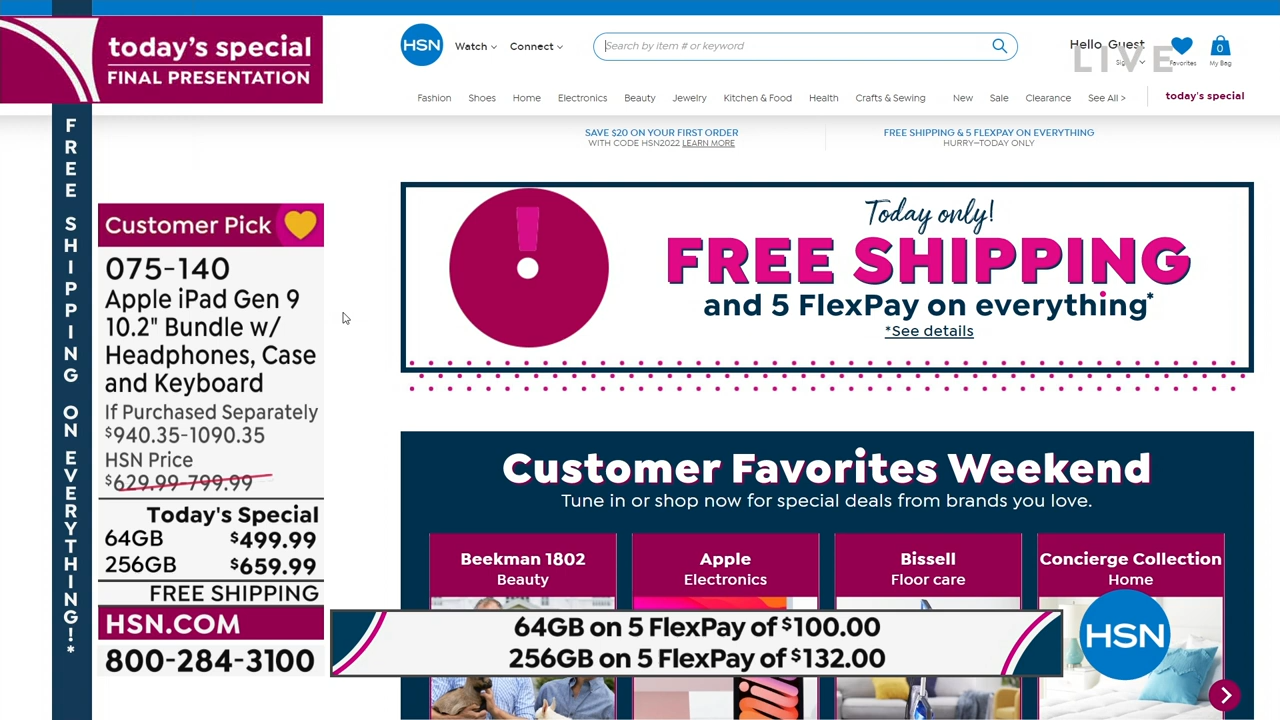 today's special
FINAL PRESENTATION
FREE SHIPPING ON EVERYTHING!*
Customer Pick
075-140
Apple iPad Gen 9
10.2" Bundle w/
Headphones, Case
and Keyboard
If Purchased Separately
$940.35-1090.35
HSN Price
$629.99-799.99
Today's Special
64GB $499.99
256GB $659.99
FREE SHIPPING
HSN.COM
800-284-3100
HSN
Watch
Connect
Search by item # or keyword
Hello Guest
LIVE
Favorites
0
My Bag
Fashion Shoes Home Electronics Beauty Jewelry Kitchen & Food Health Crafts & Sewing New Sale Clearance See All > today's special
SAVE $20 ON YOUR FIRST ORDER
WITH CODE HSN2022 LEARN MORE
FREE SHIPPING & 5 FLEXPAY ON EVERYTHING
HURRY–TODAY ONLY
Today only!
FREE SHIPPING
and 5 FlexPay on everything*
*See details
Customer Favorites Weekend
Tune in or shop now for special deals from brands you love.
Beekman 1802
Beauty
Apple
Electronics
Bissell
Floor care
Concierge Collection
Home
64GB on 5 FlexPay of $100.00
256GB on 5 FlexPay of $132.00
HSN